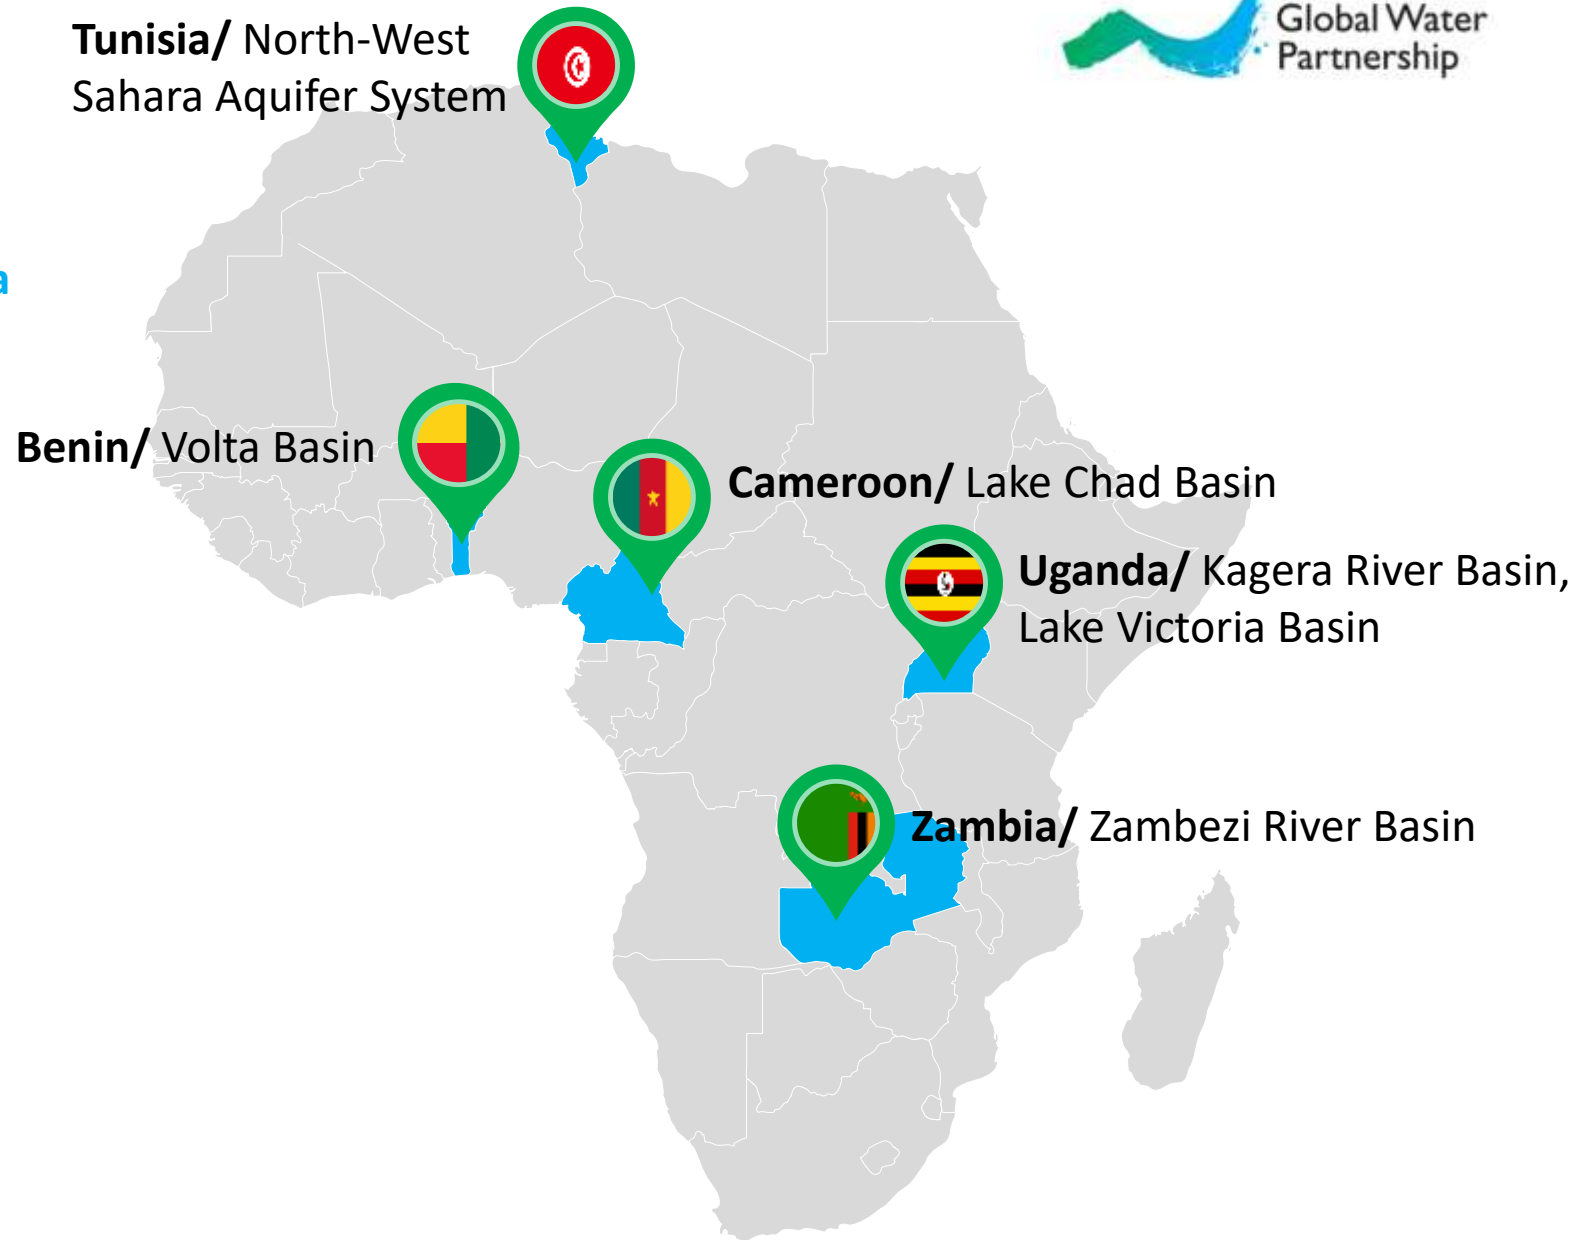 Tunisia/ North-West
Sahara Aquifer System
Global Water
Partnership
a
Benin/ Volta Basin
Cameroon/ Lake Chad Basin
Uganda/ Kagera River Basin,
Lake Victoria Basin
Zambia/ Zambezi River Basin